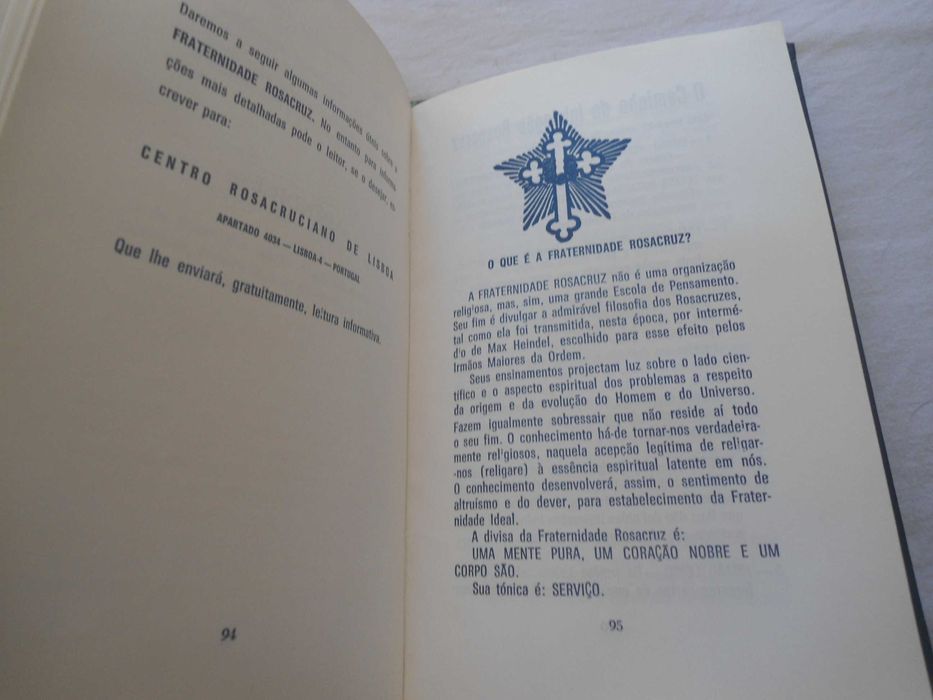 Daremos a seguir algumas informações úteis sobre a
FRATERNIDADE ROSACRUZ. No entanto para informa
ções mais detalhadas pode o leitor, se o desejar, es-
crever para:
CENTRO ROSACRUCIANO DE LISBOA
APARTADO 4034 — LISBOA-4 — PORTUGAL
Que lhe enviará, gratuitamente, leitura informativa.
94
O QUE É A FRATERNIDADE ROSACRUZ?
A FRATERNIDADE ROSACRUZ não é uma organização
religiosa, mas, sim, uma grande Escola de Pensamento.
Seu fim é divulgar a admirável filosofia dos Rosacruzes,
tal como ela foi transmitida, nesta época, por intermé-
d'o de Max Heindel, escolhido para esse efeito pelos
Irmãos Maiores da Ordem.
Seus ensinamentos projectam luz sobre o lado cien-
tífico e o aspecto espiritual dos problemas a respeito
da origem e da evolução do Homem e do Universo.
Fazem igualmente sobressair que não reside aí todo
o seu fim. O conhecimento há-de tornar-nos verdadeira-
mente rel'giosos, naquela acepção legítima de religar-
-nos (religare) à essência espiritual latente em nós.
O conhecimento desenvolverá, assim, o sentimento de
altruísmo e do dever, para estabelecimento da Frater-
nidade Ideal.
A divisa da Fraternidade Rosacruz é:
UMA MENTE PURA, UM CORAÇÃO NOBRE E UM
CORPO SÃO.
Sua tónica é: SERVIÇO.
95